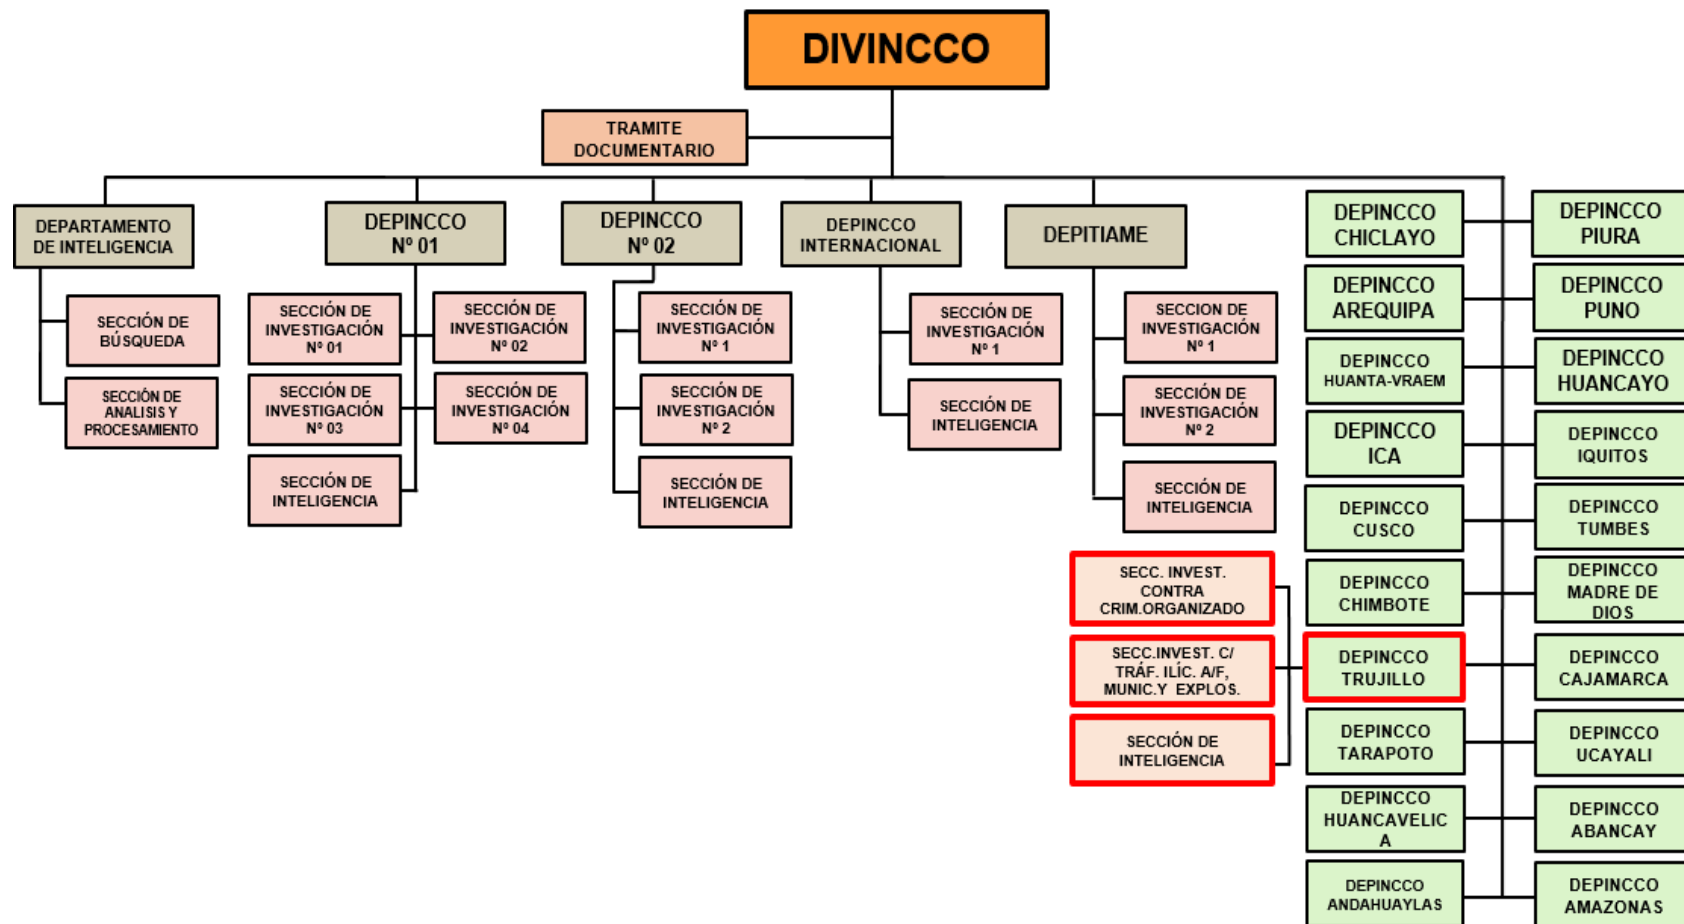 DIVINCCO
TRAMITE
DOCUMENTARIO
DEPARTAMENTO
DE INTELIGENCIA
SECCIÓN DE
BÚSQUEDA
SECCIÓN DE
ANALISIS Y
PROCESAMIENTO
DEPINCCO
Nº 01
SECCIÓN DE
INVESTIGACIÓN
Nº 01
SECCIÓN DE
INVESTIGACIÓN
Nº 02
SECCIÓN DE
INVESTIGACIÓN
Nº 03
SECCIÓN DE
INVESTIGACIÓN
Nº 04
SECCIÓN DE
INTELIGENCIA
DEPINCCO
Nº 02
SECCIÓN DE
INVESTIGACIÓN
Nº 1
SECCIÓN DE
INVESTIGACIÓN
Nº 2
SECCIÓN DE
INTELIGENCIA
DEPINCCO
INTERNACIONAL
SECCIÓN DE
INVESTIGACIÓN
Nº 1
SECCIÓN DE
INTELIGENCIA
DEPITIAME
SECCION DE
INVESTIGACIÓN
Nº 1
SECCIÓN DE
INVESTIGACIÓN
Nº 2
SECCIÓN DE
INTELIGENCIA
DEPINCCO
CHICLAYO
DEPINCCO
PIURA
DEPINCCO
AREQUIPA
DEPINCCO
PUNO
DEPINCCO
HUANTA-VRAEM
DEPINCCO
HUANCAYO
DEPINCCO
ICA
DEPINCCO
IQUITOS
DEPINCCO
CUSCO
DEPINCCO
TUMBES
DEPINCCO
CHIMBOTE
DEPINCCO
MADRE DE
DIOS
SECC. INVEST.
CONTRA
CRIM.ORGANIZADO
SECC.INVEST. C/
TRÁF. ILÍC. A/F,
MUNIC.Y EXPLOS.
SECCIÓN DE
INTELIGENCIA
DEPINCCO
TRUJILLO
DEPINCCO
CAJAMARCA
DEPINCCO
TARAPOTO
DEPINCCO
UCAYALI
DEPINCCO
HUANCAVELIC
A
DEPINCCO
ABANCAY
DEPINCCO
ANDAHUAYLAS
DEPINCCO
AMAZONAS